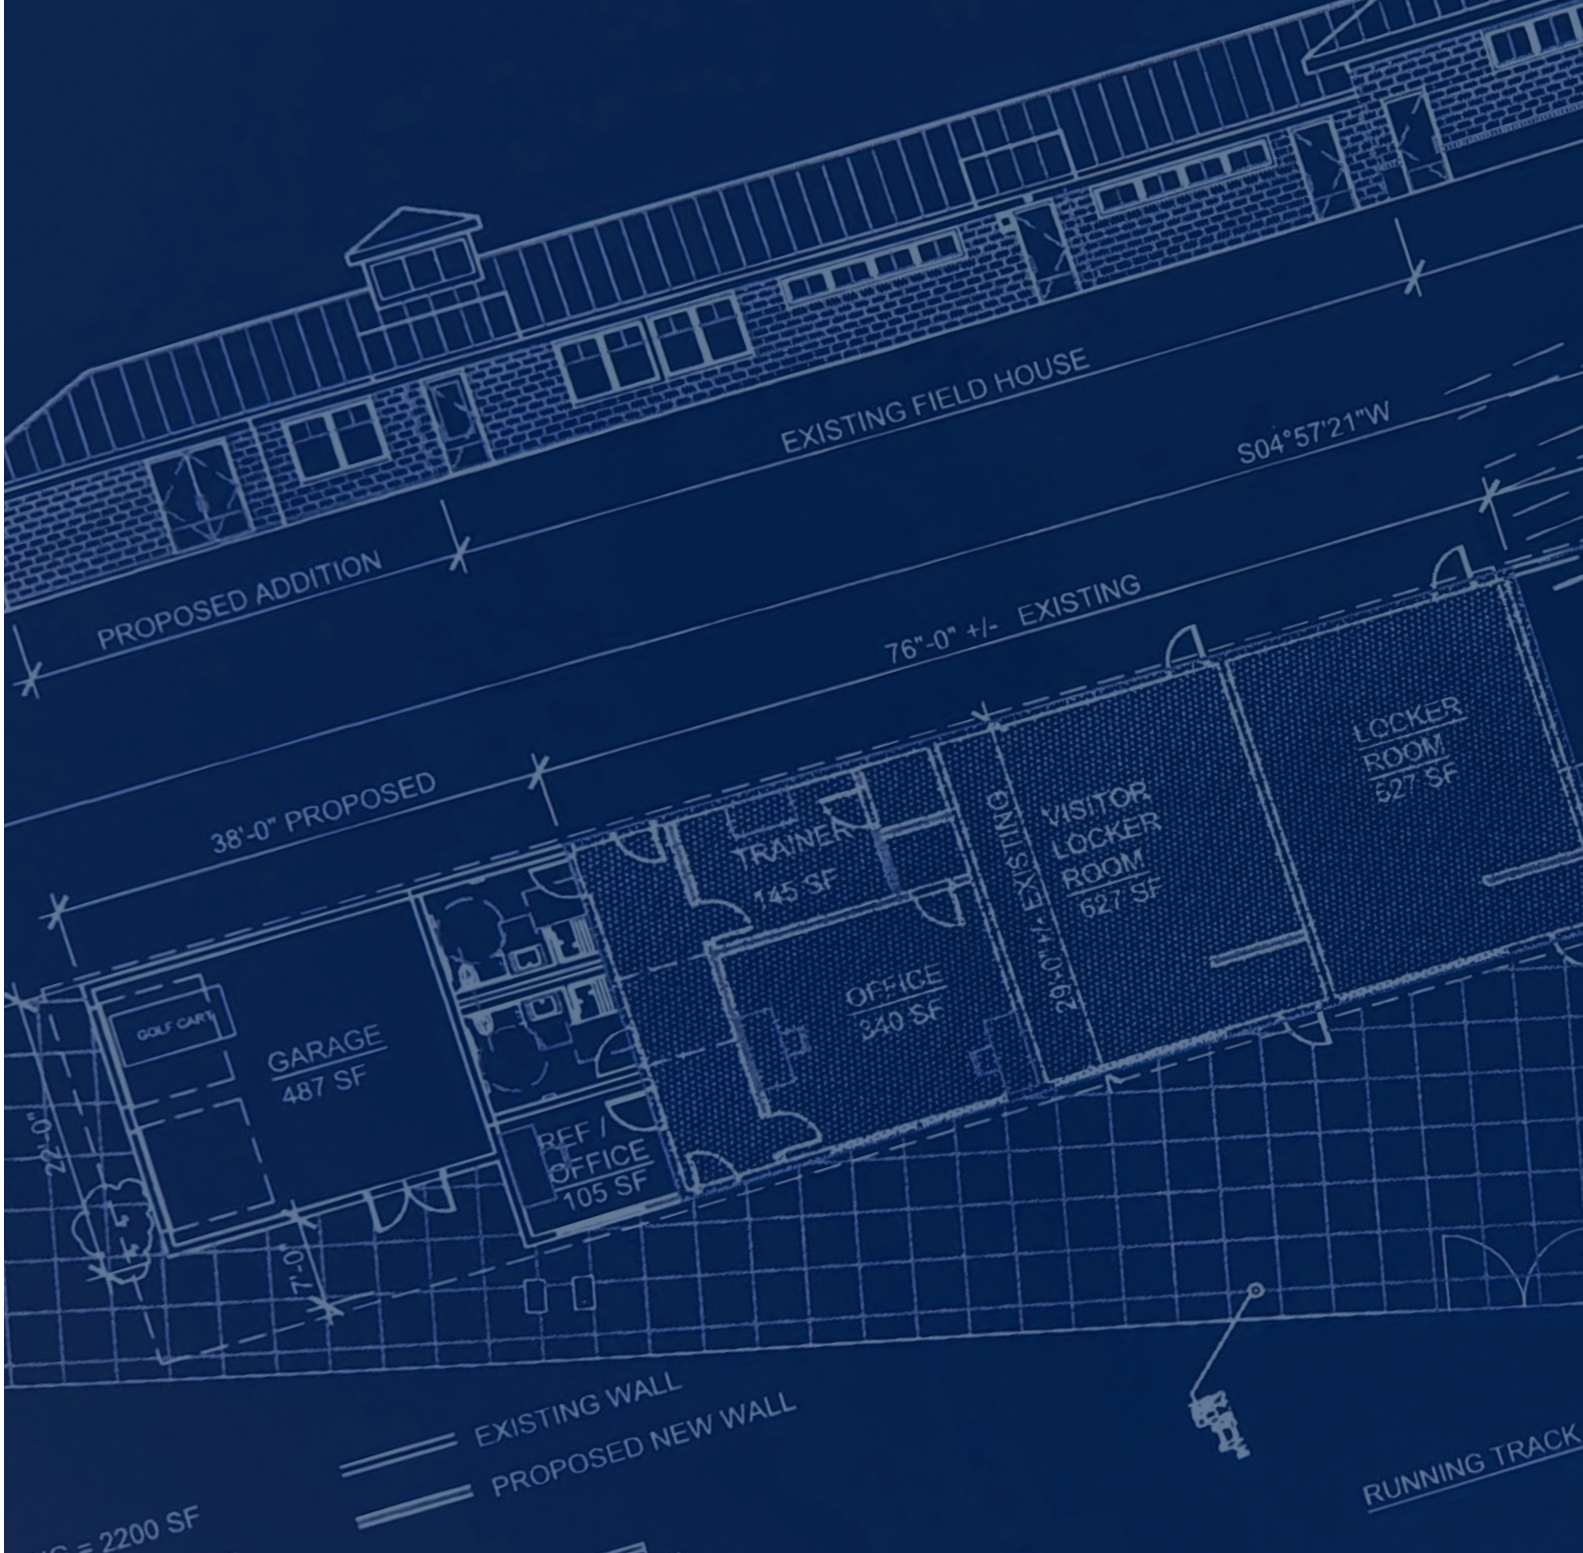 EXISTING FIELD HOUSE
PROPOSED ADDITION
S04°57'21"W
76"-0" +/- EXISTING
38'-0" PROPOSED
LOCKER
ROOM
627 SF
VISITOR
LOCKER
ROOM
627 SF
29'-0" +/- EXISTING
TRAINER
145 SF
OFFICE
340 SF
GOLF CART
GARAGE
487 SF
22'-0"
REF /
OFFICE
105 SF
7'-0"
EXISTING WALL
PROPOSED NEW WALL
RUNNING TRACK
= 2200 SF